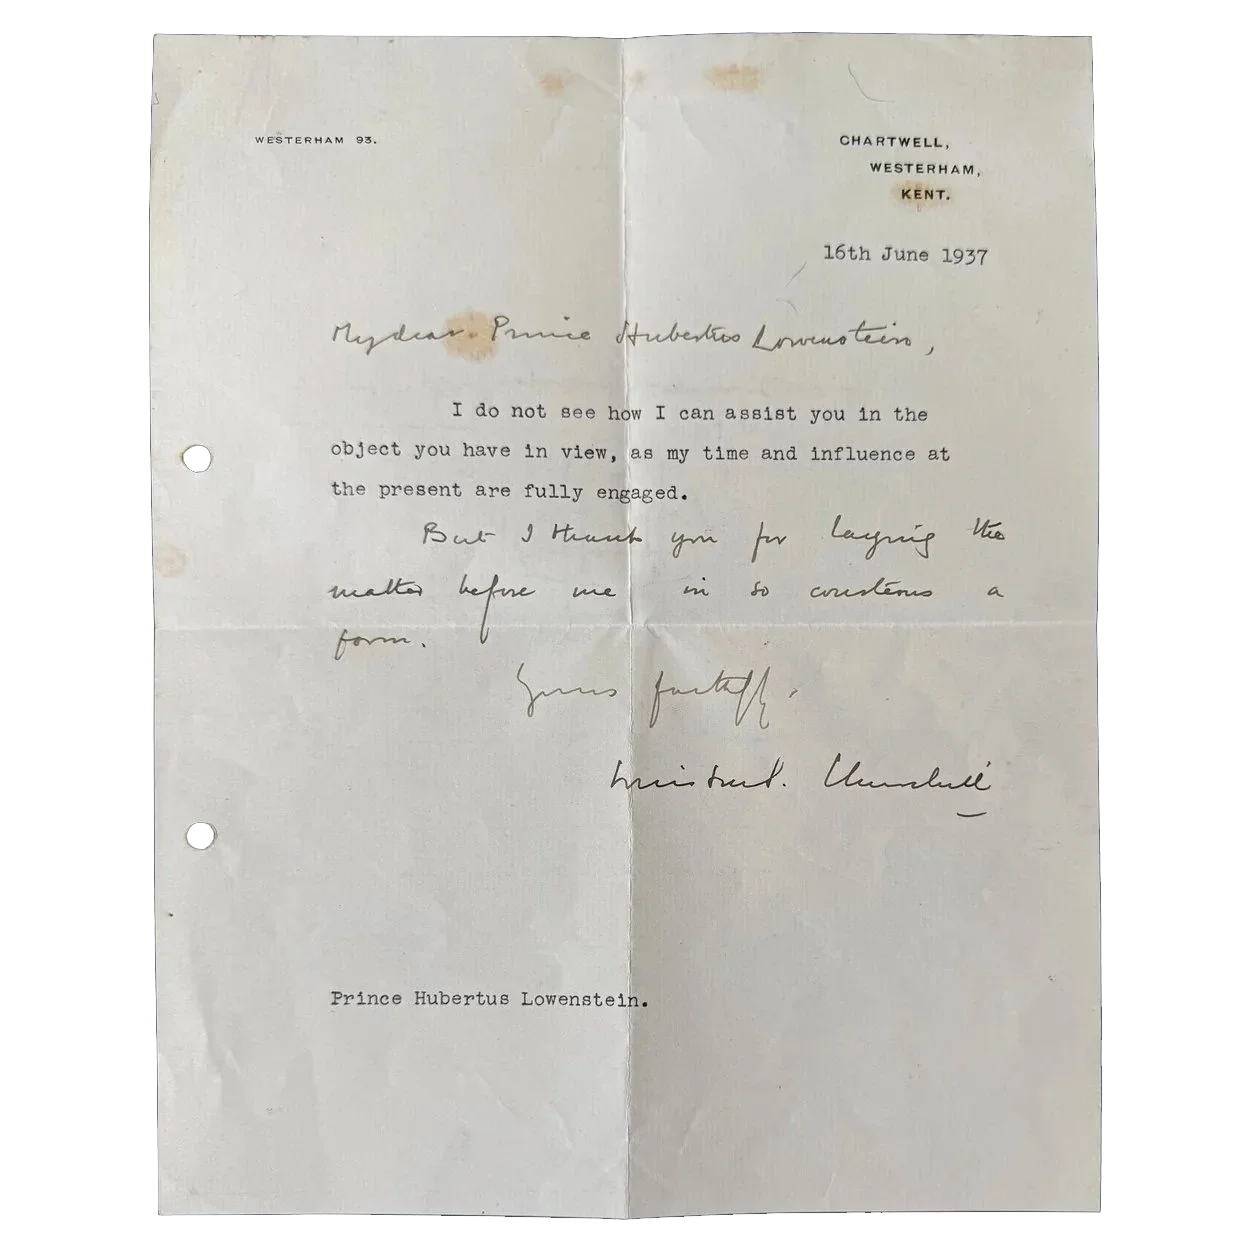 WESTERHAM 93.
CHARTWELL,
WESTERHAM,
KENT.
16th June 1937
My dear Prince Hubertus Lowenstein,
I do not see how I can assist you in the
object you have in view, as my time and influence at
the present are fully engaged.
But I thank you for laying the
matter before me in so courteous a
form.
Yours faithfully,
Winston S. Churchill
Prince Hubertus Lowenstein.